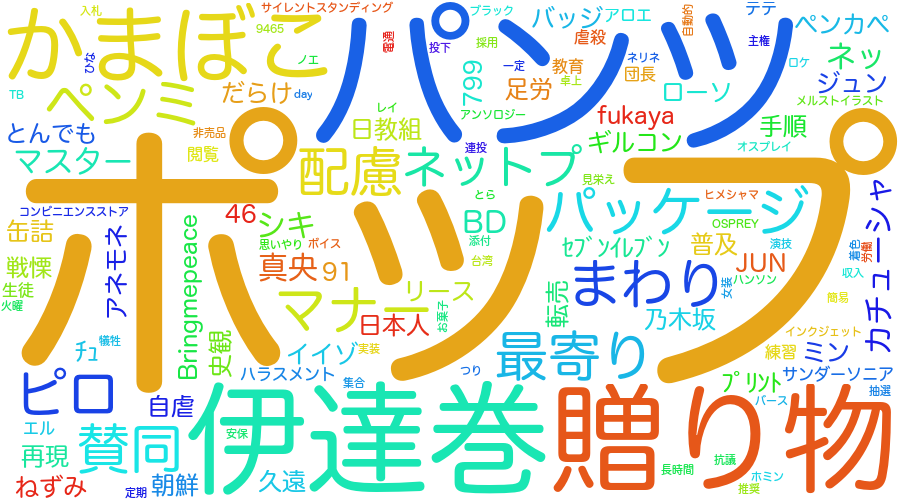 入札
サイレントスタンディング
9465
ブラック
バッジ
アロエ
自動的
テテ
ペンカペ
かまぼこ
パンツ
ひな
ノエ
電通
投下
採用
虐殺
主権
ネリネ
ネッ
TB
ペンミ
だらけ
day
799
一定
教育
卓上
団長
足労
ロケ
ジュン
ローソ
メルストイラスト
レイ
アンソロジー
fukaya
とんでも
非売品
日教組
ギルコン
手順
マスター
閲覧
配慮
連投
ネットプ
オスプレイ
見栄え
ポップ
とら
ヒメシャマ
コンビニエンスストア
46
シキ
BD
パッケージ
OSPREY
カチューシャ
缶詰
アネモネ
Bringmepeace
思いやり
ボイス
添付
ｾﾌﾞﾝｲﾚﾌﾞﾝ
普及
演技
着色
労働
戦慄
真央
91
台湾
まわり
JUN
収入
生徒
火曜
マナー
リース
転売
女装
ハンソン
簡易
日本人
お菓子
乃木坂
ﾁｭ
犠牲
史観
イイゾ
実装
最寄り
インクジェット
練習
ミン
ピロ
ハラスメント
集合
つり
ﾌﾟﾘﾝﾄ
サンダーソニア
抽選
自虐
伊達巻
贈り物
バース
エル
賛同
安保
再現
長時間
抗議
ホミン
ねずみ
定期
朝鮮
久遠
推奨